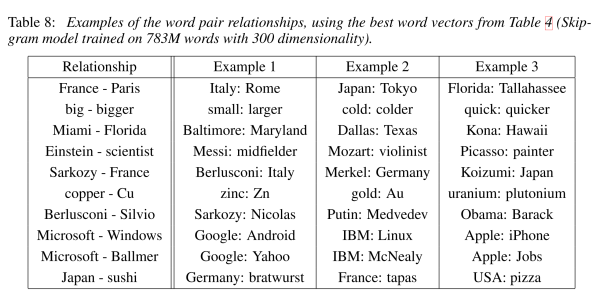 Table 8: Examples of the word pair relationships, using the best word vectors from Table 4 (Skip-
gram model trained on 783M words with 300 dimensionality).
Relationship Example 1 Example 2 Example 3
France - Paris Italy: Rome Japan: Tokyo Florida: Tallahassee
big - bigger small: larger cold: colder quick: quicker
Miami - Florida Baltimore: Maryland Dallas: Texas Kona: Hawaii
Einstein - scientist Messi: midfielder Mozart: violinist Picasso: painter
Sarkozy - France Berlusconi: Italy Merkel: Germany Koizumi: Japan
copper - Cu zinc: Zn gold: Au uranium: plutonium
Berlusconi - Silvio Sarkozy: Nicolas Putin: Medvedev Obama: Barack
Microsoft - Windows Google: Android IBM: Linux Apple: iPhone
Microsoft - Ballmer Google: Yahoo IBM: McNealy Apple: Jobs
Japan - sushi Germany: bratwurst France: tapas USA: pizza